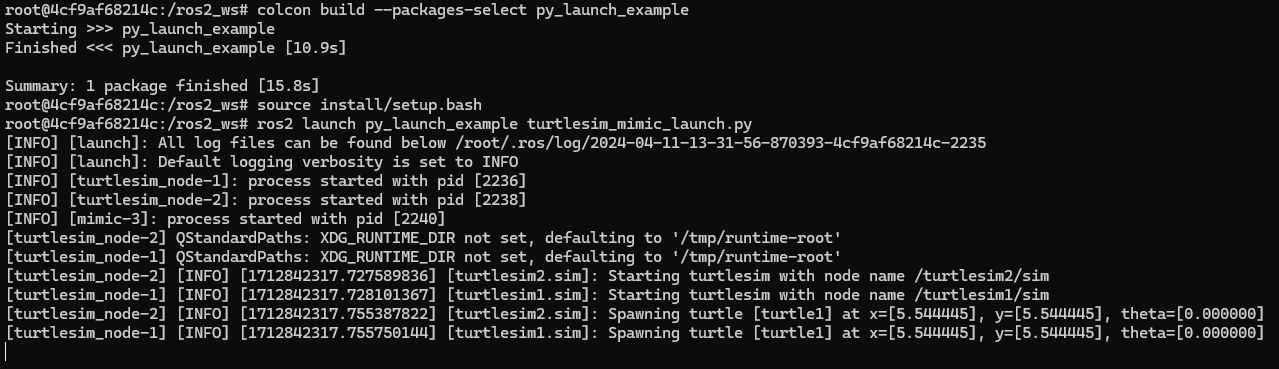 root@4cf9af68214c:/ros2_ws# colcon build --packages-select py_launch_example
Starting >>> py_launch_example
Finished <<< py_launch_example [10.9s]

Summary: 1 package finished [15.8s]
root@4cf9af68214c:/ros2_ws# source install/setup.bash
root@4cf9af68214c:/ros2_ws# ros2 launch py_launch_example turtlesim_mimic_launch.py
[INFO] [launch]: All log files can be found below /root/.ros/log/2024-04-11-13-31-56-870393-4cf9af68214c-2235
[INFO] [launch]: Default logging verbosity is set to INFO
[INFO] [turtlesim_node-1]: process started with pid [2236]
[INFO] [turtlesim_node-2]: process started with pid [2238]
[INFO] [mimic-3]: process started with pid [2240]
[turtlesim_node-2] QStandardPaths: XDG_RUNTIME_DIR not set, defaulting to '/tmp/runtime-root'
[turtlesim_node-1] QStandardPaths: XDG_RUNTIME_DIR not set, defaulting to '/tmp/runtime-root'
[turtlesim_node-2] [INFO] [1712842317.727589836] [turtlesim2.sim]: Starting turtlesim with node name /turtlesim2/sim
[turtlesim_node-1] [INFO] [1712842317.728101367] [turtlesim1.sim]: Starting turtlesim with node name /turtlesim1/sim
[turtlesim_node-2] [INFO] [1712842317.755387822] [turtlesim2.sim]: Spawning turtle [turtle1] at x=[5.544445], y=[5.544445], theta=[0.000000]
[turtlesim_node-1] [INFO] [1712842317.755750144] [turtlesim1.sim]: Spawning turtle [turtle1] at x=[5.544445], y=[5.544445], theta=[0.000000]